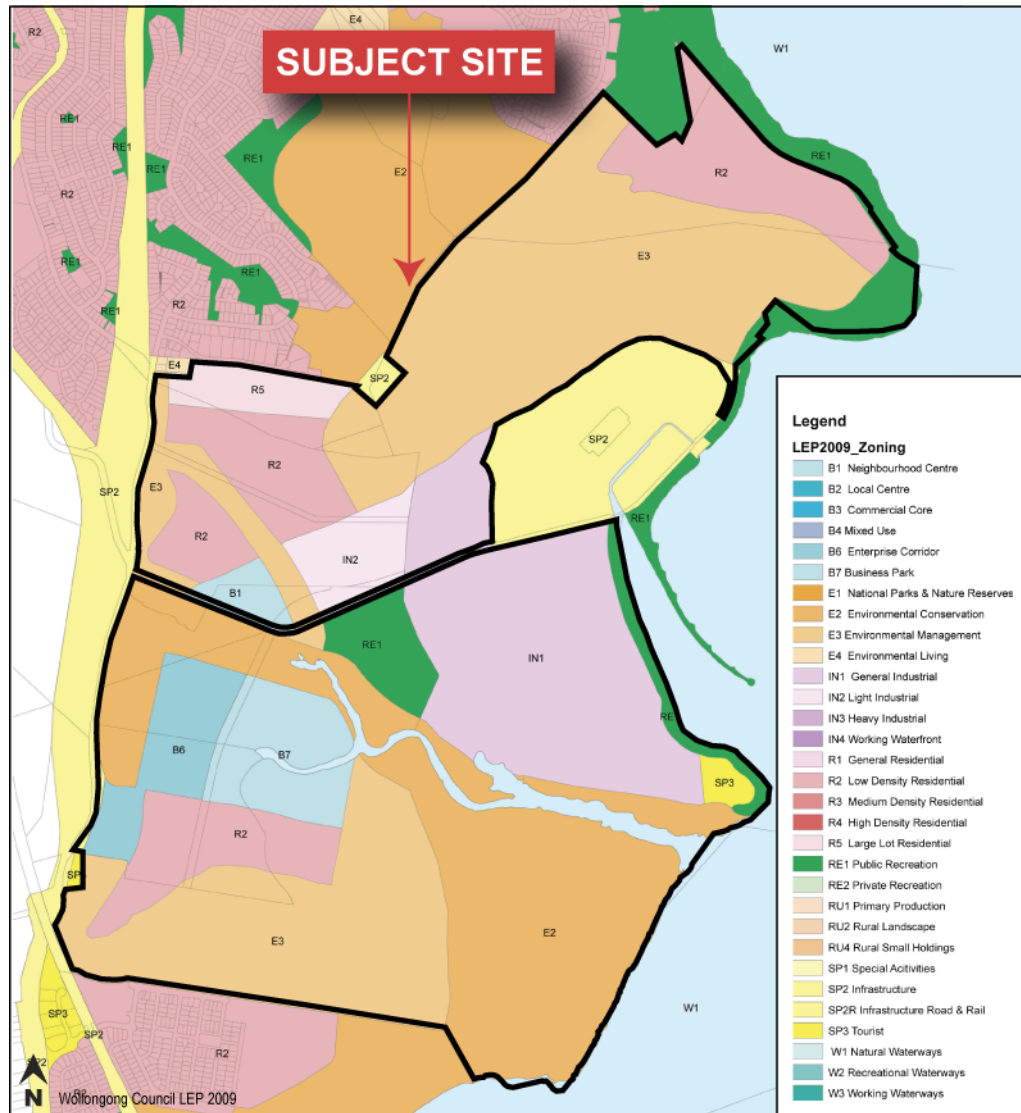 E4
R2
W1
SUBJECT SITE
RE1
RE1
RE1
RE1
RE1
E2
R2
R2
RE1
RE1
E3
RE1
R2
RE1
E4
SP2
R5
SP2
R2
SP2
E3
RE1
R2
IN2
B1
RE1
IN1
RE
B6
B7
SP3
R2
SP
E3
E2
W1
SP3
SP2
R2
SP2
R2
N
Wollongong Council LEP 2009
Legend
LEP2009_Zoning
B1 Neighbourhood Centre
B2 Local Centre
B3 Commercial Core
B4 Mixed Use
B6 Enterprise Corridor
B7 Business Park
E1 National Parks & Nature Reserves
E2 Environmental Conservation
E3 Environmental Management
E4 Environmental Living
IN1 General Industrial
IN2 Light Industrial
IN3 Heavy Industrial
IN4 Working Waterfront
R1 General Residential
R2 Low Density Residential
R3 Medium Density Residential
R4 High Density Residential
R5 Large Lot Residential
RE1 Public Recreation
RE2 Private Recreation
RU1 Primary Production
RU2 Rural Landscape
RU4 Rural Small Holdings
SP1 Special Acitivities
SP2 Infrastructure
SP2R Infrastructure Road & Rail
SP3 Tourist
W1 Natural Waterways
W2 Recreational Waterways
W3 Working Waterways